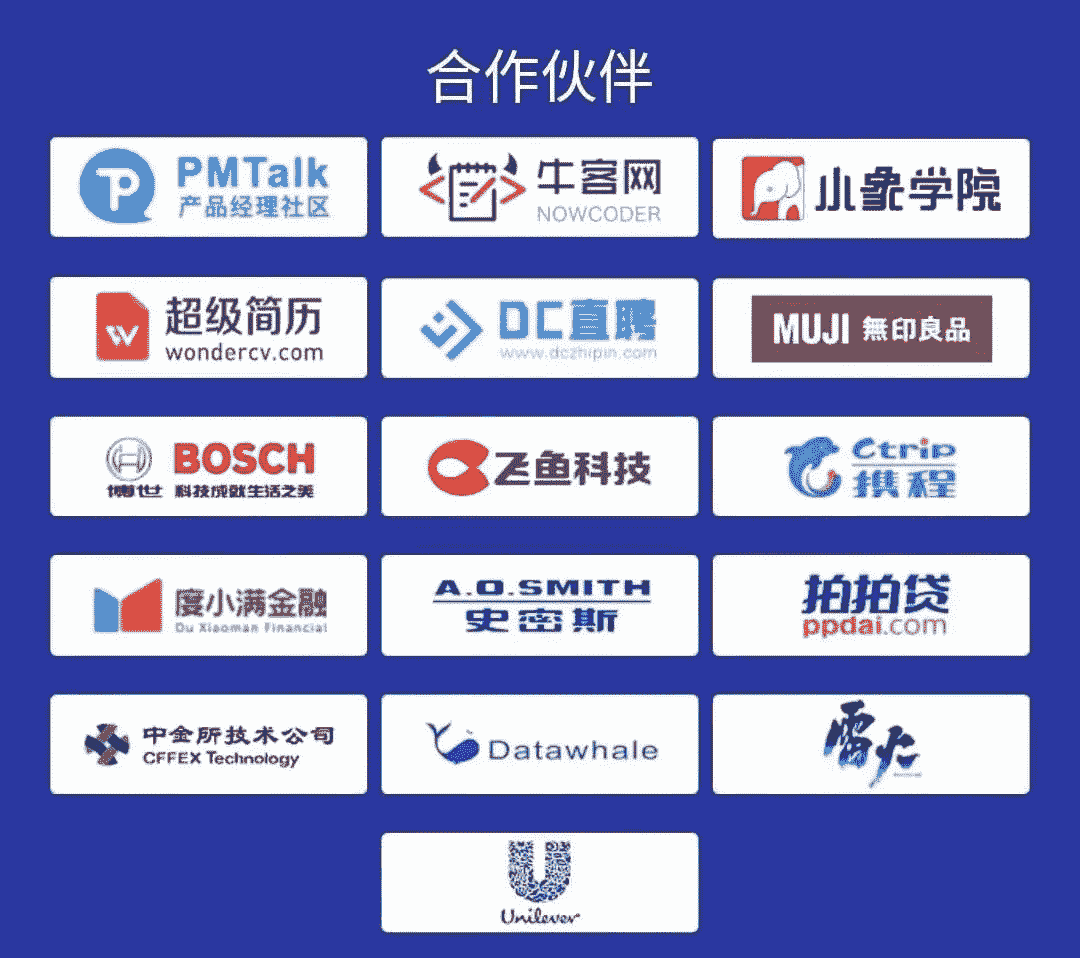 合作伙伴
PMTalk
产品经理社区
牛客网
NOWCODER
小象学院
超级简历
wondercv.com
DC直聘
www.dczhipin.com
MUJI 無印良品
BOSCH
博世 科技成就生活之美
飞鱼科技
Ctrip
携程
度小满金融
Du Xiaoman Financial
A.O.SMITH
史密斯
拍拍贷
ppdai.com
中金所技术公司
CFFEX Technology
Datawhale
雷火
Unilever